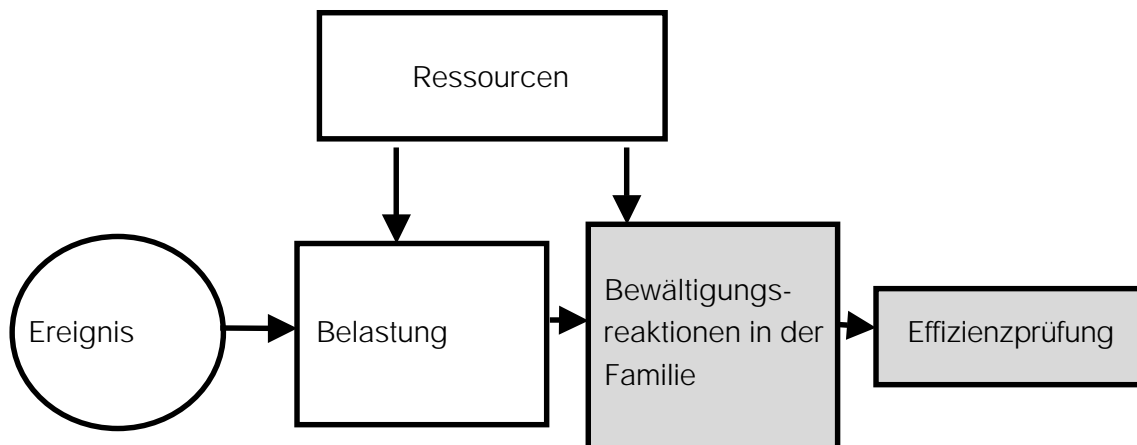 Ressourcen
Ereignis
Belastung
Bewältigungs-
reaktionen in der
Familie
Effizienzprüfung